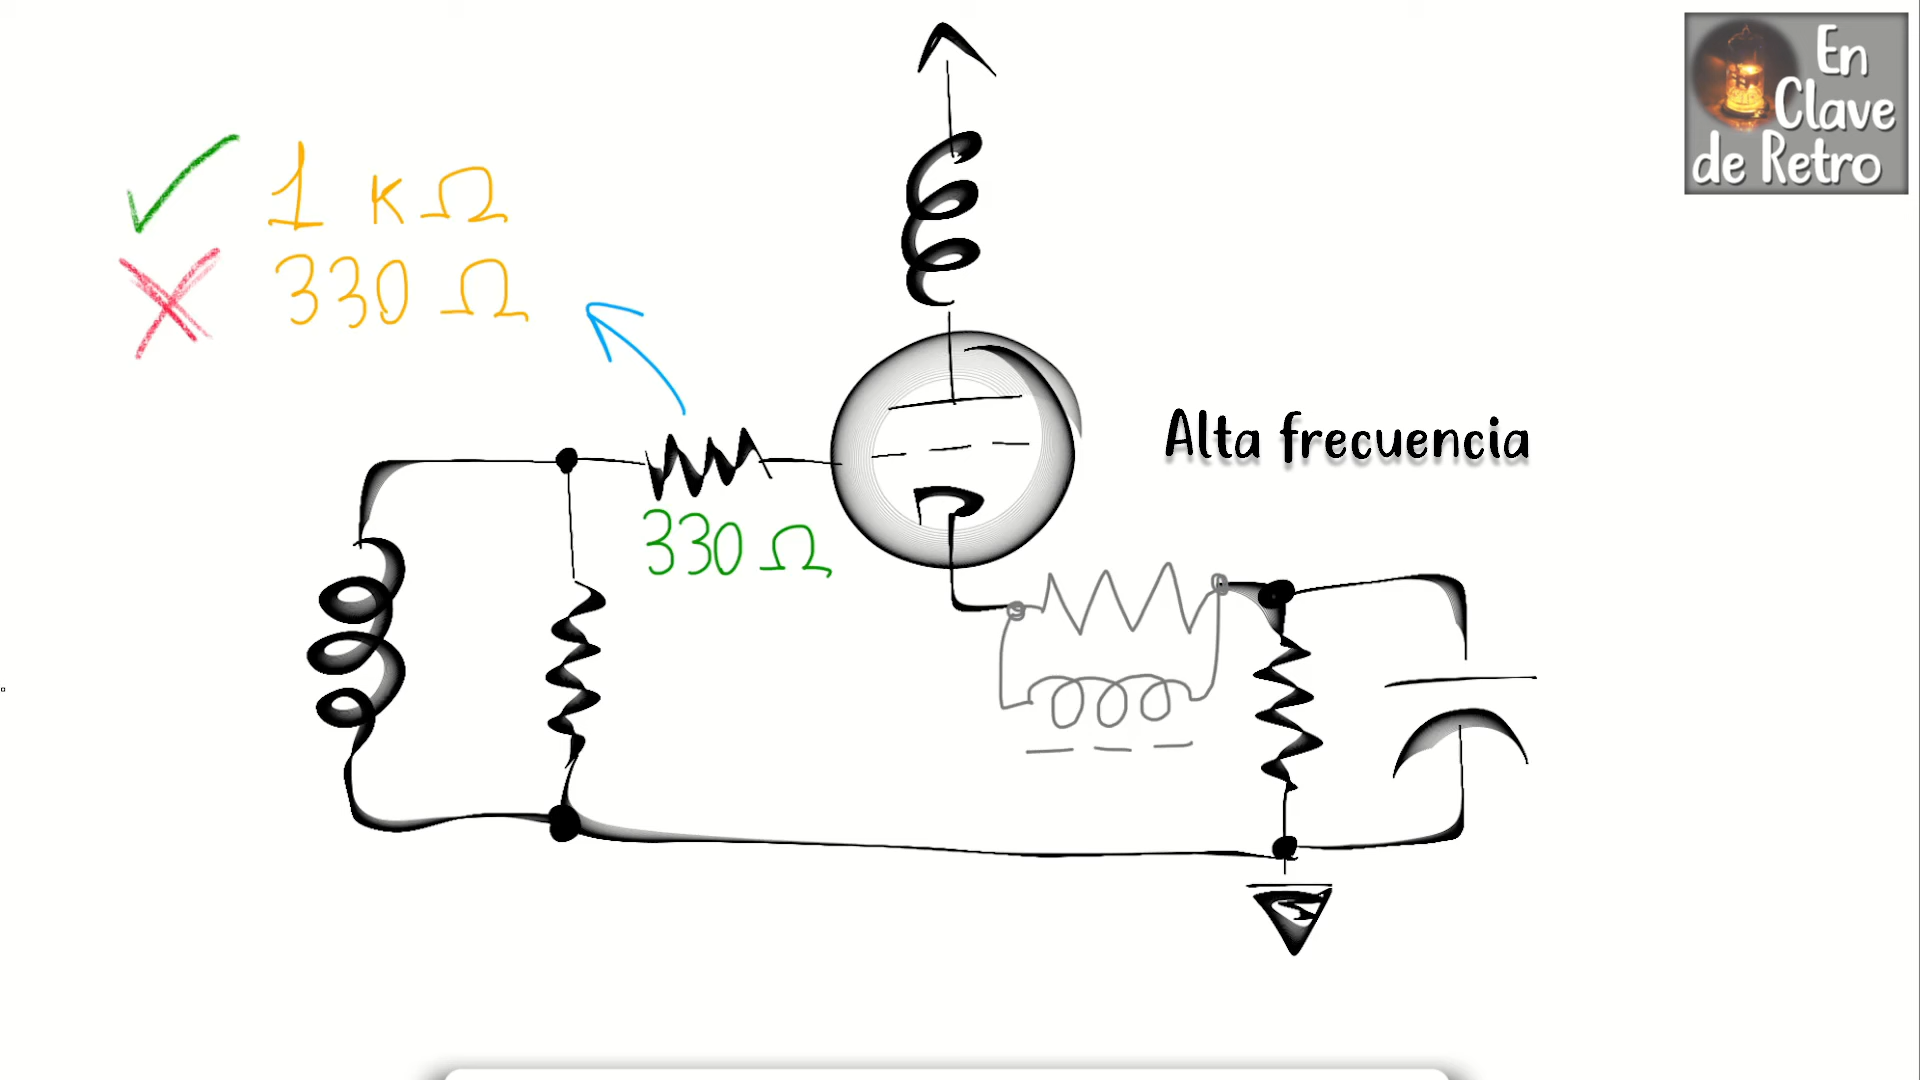 En
Clave
de Retro
1 KΩ
330 Ω
Alta frecuencia
330 Ω